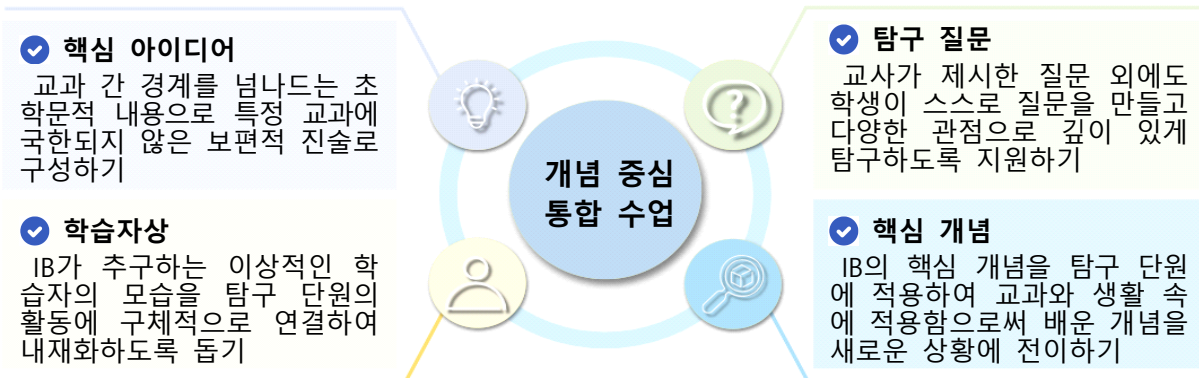 핵심 아이디어
교과 간 경계를 넘나드는 초
학문적 내용으로 특정 교과에
국한되지 않은 보편적 진술로
구성하기
탐구 질문
교사가 제시한 질문 외에도
학생이 스스로 질문을 만들고
다양한 관점으로 깊이 있게
탐구하도록 지원하기
개념 중심
통합 수업
학습자상
IB가 추구하는 이상적인 학
습자의 모습을 탐구 단원의
활동에 구체적으로 연결하여
내재화하도록 돕기
핵심 개념
IB의 핵심 개념을 탐구 단원
에 적용하여 교과와 생활 속
에 적용함으로써 배운 개념을
새로운 상황에 전이하기